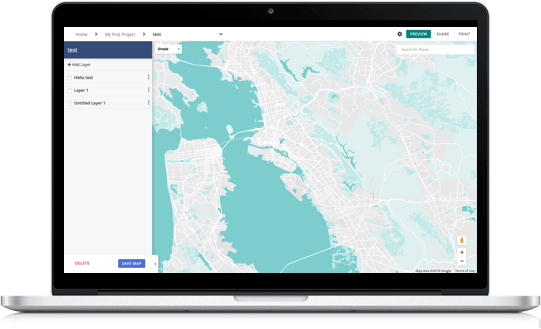 Home > My First Project > test
PREVIEW SHARE PRINT
test
Simple
Search for Places
+ Add Layer
Hello test
Layer 1
Untitled Layer 1
DELETE SAVE MAP
Map data ©2018 Google Terms of Use